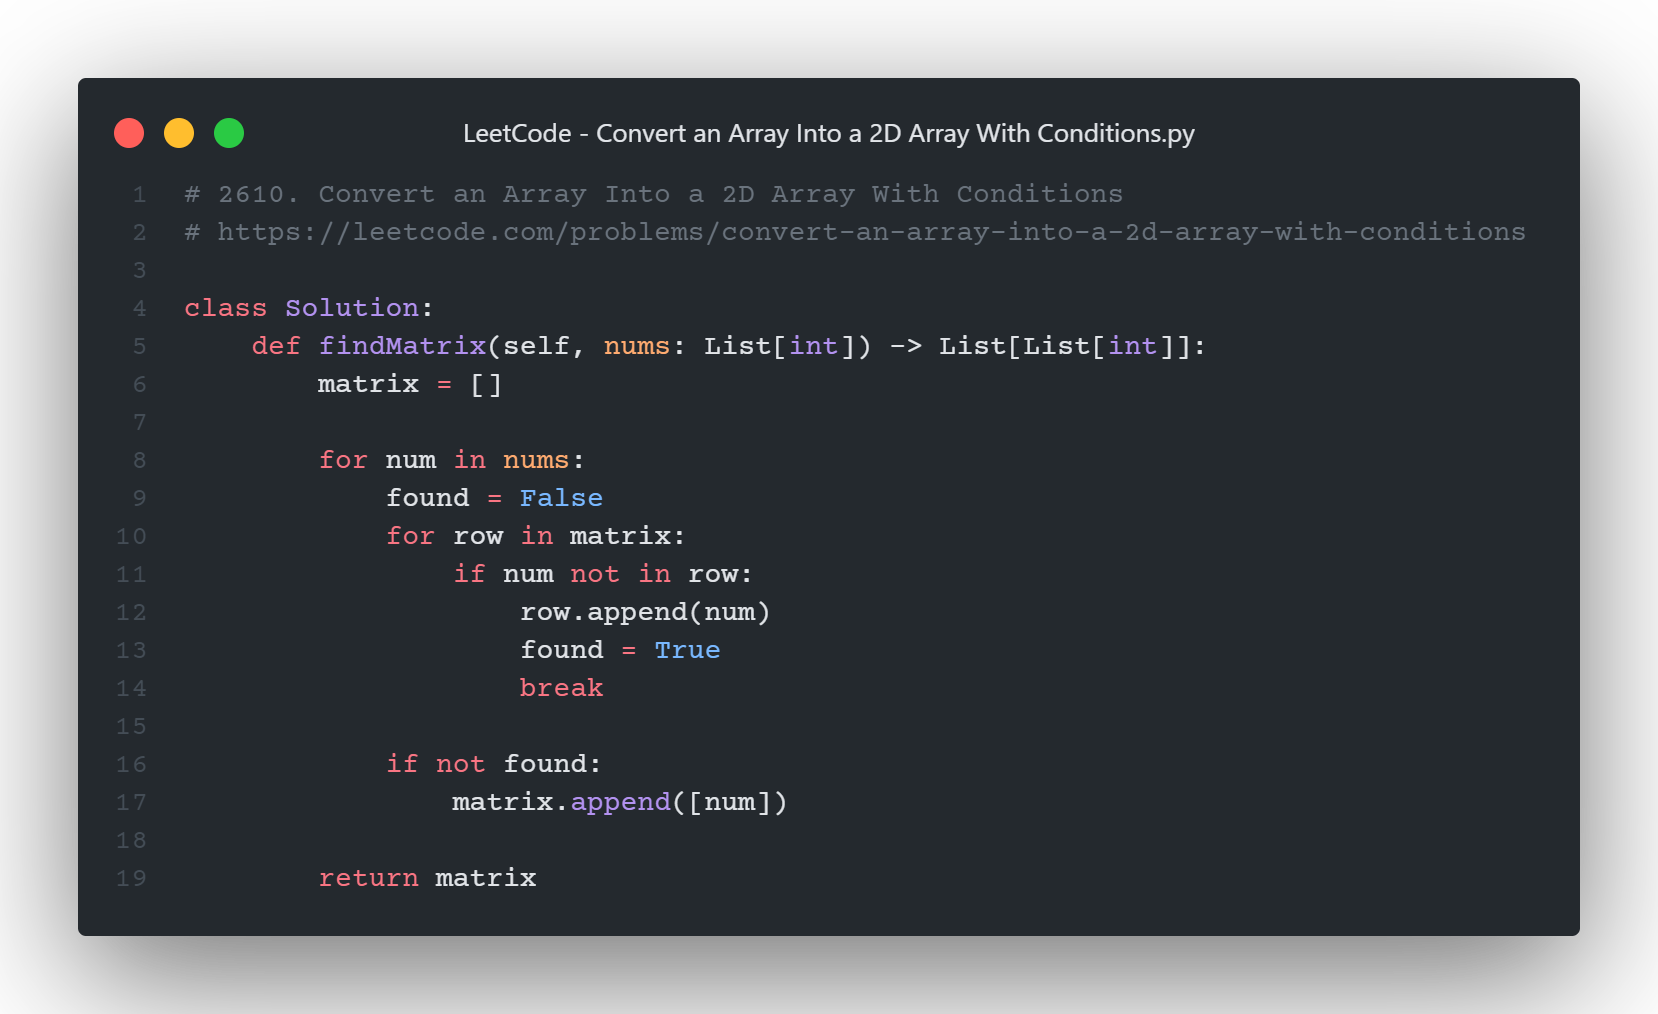 LeetCode - Convert an Array Into a 2D Array With Conditions.py
1 # 2610. Convert an Array Into a 2D Array With Conditions
2 # https://leetcode.com/problems/convert-an-array-into-a-2d-array-with-conditions
3
4 class Solution:
5     def findMatrix(self, nums: List[int]) -> List[List[int]]:
6         matrix = []
7
8         for num in nums:
9             found = False
10             for row in matrix:
11                 if num not in row:
12                     row.append(num)
13                     found = True
14                     break
15
16             if not found:
17                 matrix.append([num])
18
19         return matrix